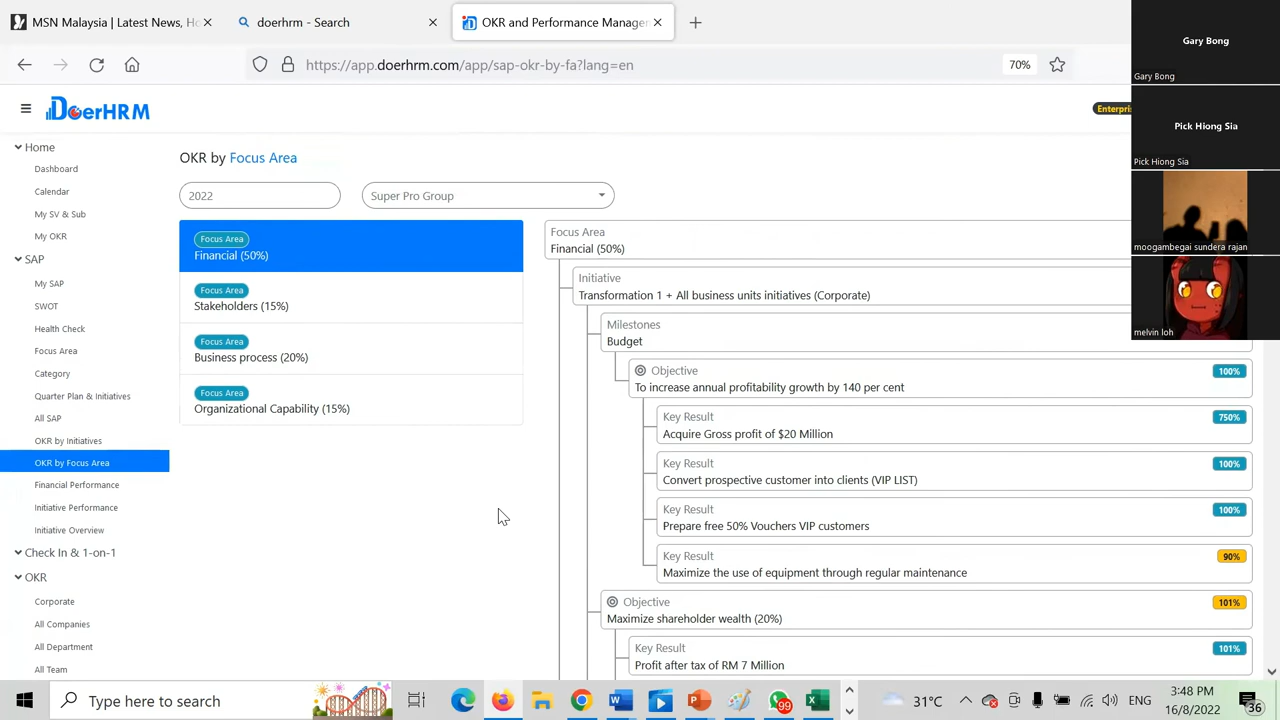 MSN Malaysia | Latest News, Ho
doerhrm - Search
OKR and Performance Manager
https://app.doerhrm.com/app/sap-okr-by-fa?lang=en
70%
Gary Bong
Gary Bong
Pick Hiong Sia
Pick Hiong Sia
moogambegai sundera rajan
melvin loh
DoerHRM
Enterpri
Home
Dashboard
Calendar
My SV & Sub
My OKR
SAP
My SAP
SWOT
Health Check
Focus Area
Category
Quarter Plan & Initiatives
All SAP
OKR by Initiatives
OKR by Focus Area
Financial Performance
Initiative Performance
Initiative Overview
Check In & 1-on-1
OKR
Corporate
All Companies
All Department
All Team
OKR by Focus Area
2022
Super Pro Group
Focus Area
Financial (50%)
Focus Area
Stakeholders (15%)
Focus Area
Business process (20%)
Focus Area
Organizational Capability (15%)
Focus Area
Financial (50%)
Initiative
Transformation 1 + All business units initiatives (Corporate)
Milestones
Budget
Objective
100%
To increase annual profitability growth by 140 per cent
Key Result
750%
Acquire Gross profit of $20 Million
Key Result
100%
Convert prospective customer into clients (VIP LIST)
Key Result
100%
Prepare free 50% Vouchers VIP customers
Key Result
90%
Maximize the use of equipment through regular maintenance
Objective
101%
Maximize shareholder wealth (20%)
Key Result
101%
Profit after tax of RM 7 Million
Type here to search
99
31°C
ENG
3:48 PM
16/8/2022
36